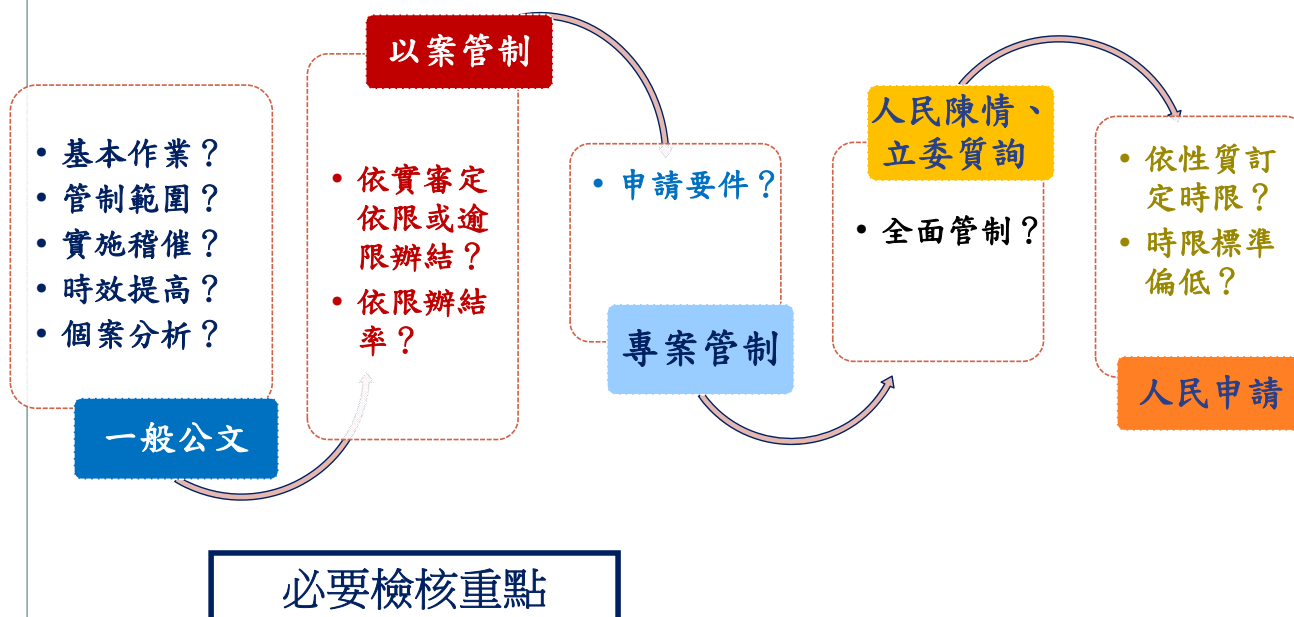 • 基本作業？
• 管制範圍？
• 實施稽催？
• 時效提高？
• 個案分析？
一般公文
以案管制
• 依實審定
依限或逾
限辦結？
• 依限辦結
率？
• 申請要件？
專案管制
人民陳情、
立委質詢
• 全面管制？
• 依性質訂
定時限？
• 時限標準
偏低？
人民申請
必要檢核重點